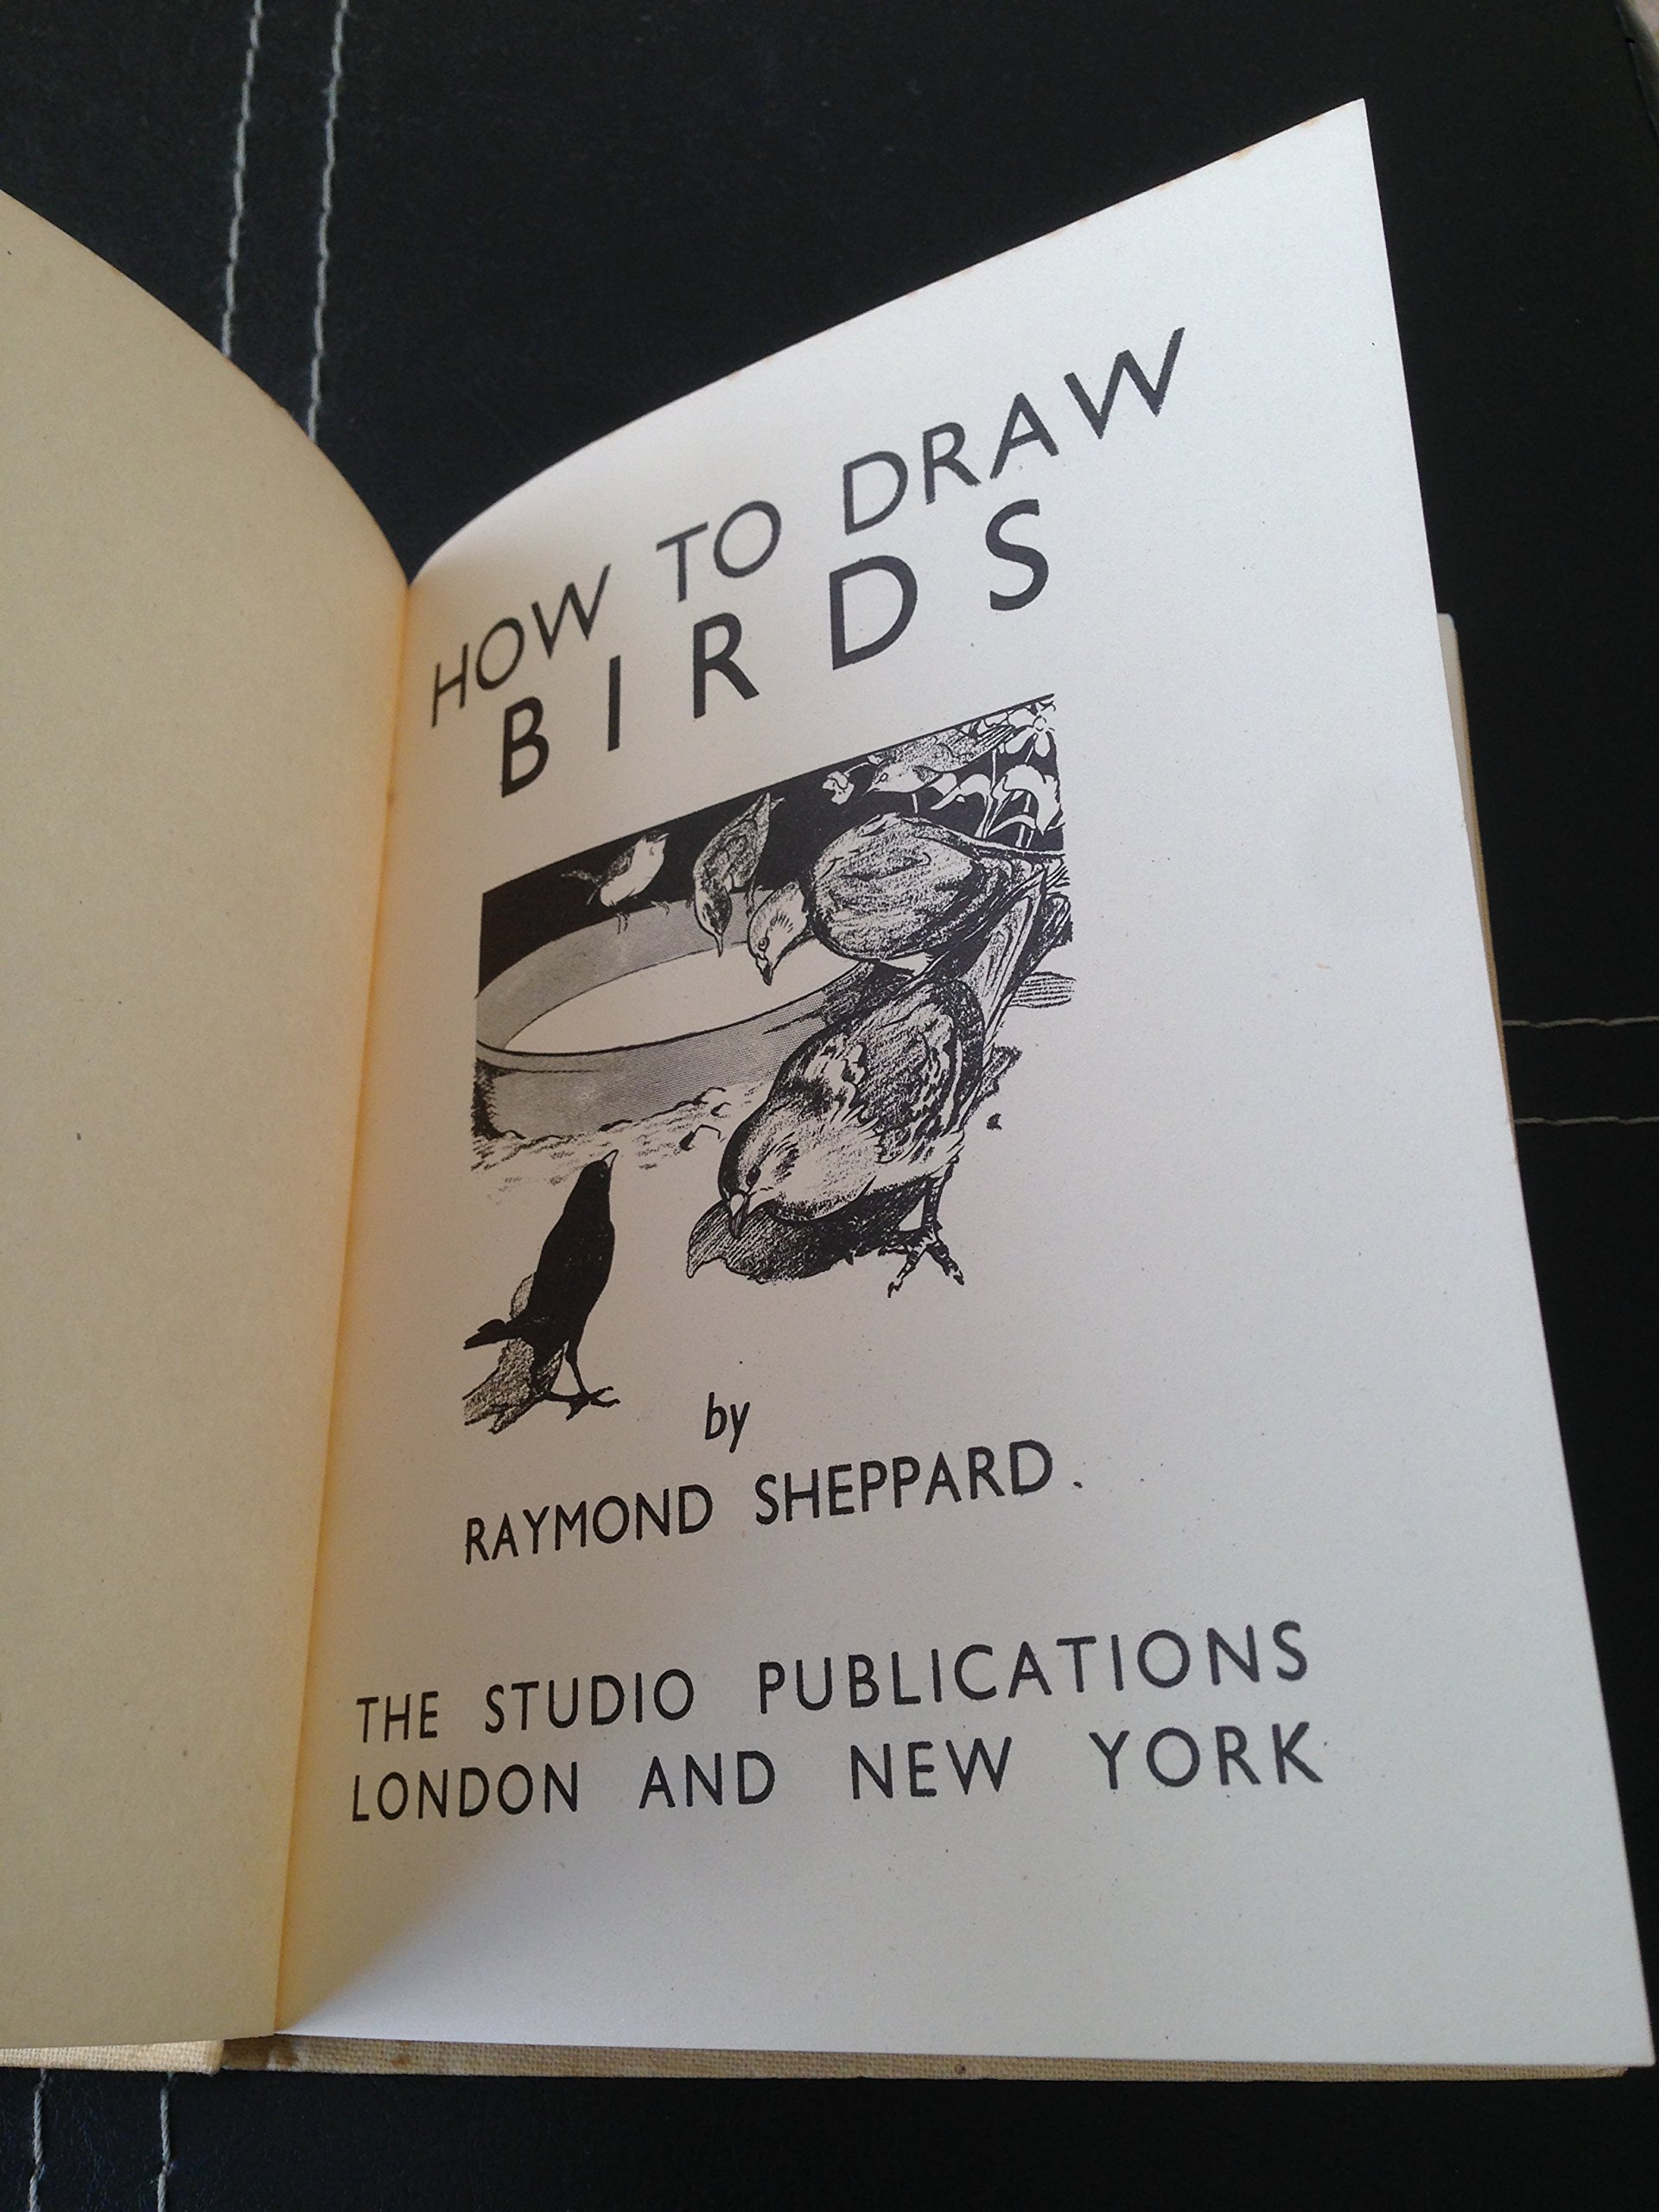 HOW TO DRAW
BIRDS
by
RAYMOND SHEPPARD.
THE STUDIO PUBLICATIONS
LONDON AND NEW YORK